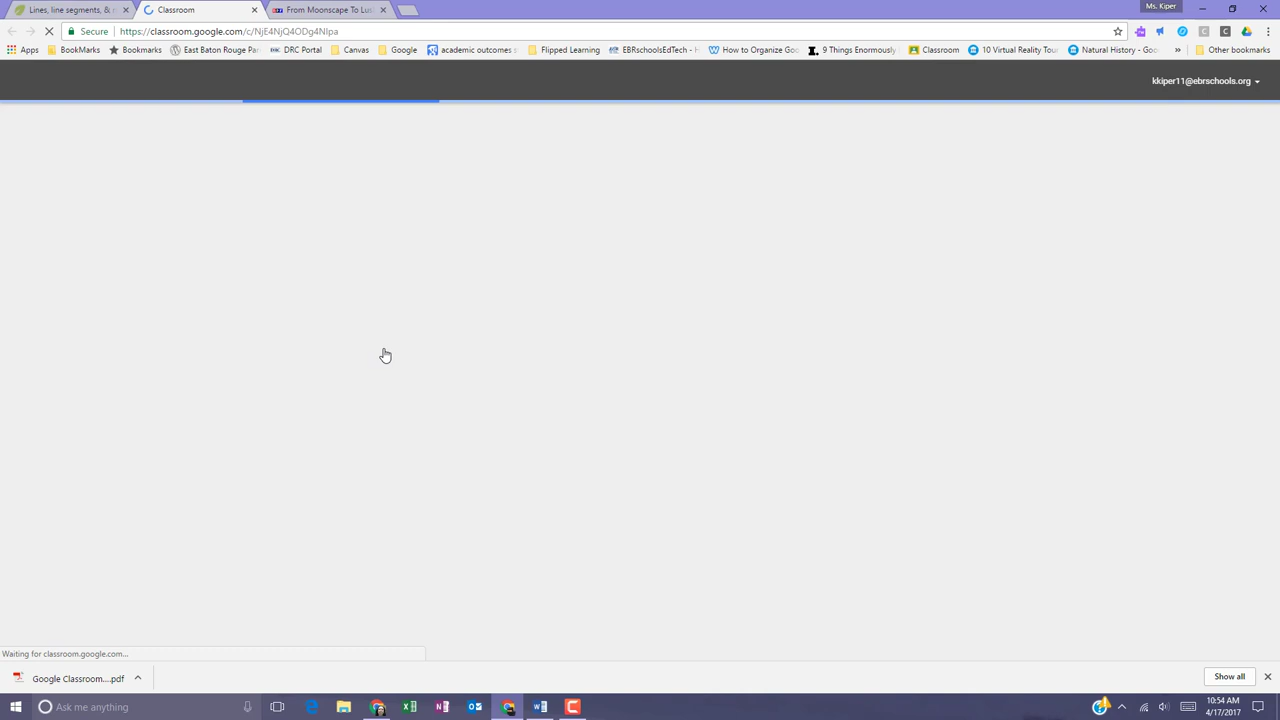 Lines, line segments, &
Classroom
From Moonscape To Lus
Ms. Kiper
Secure
https://classroom.google.com/c/NjE4NjQ4ODg4Nlpa
Apps
BookMarks
Bookmarks
East Baton Rouge Par
DRC Portal
Canvas
Google
academic outcomes s
Flipped Learning
EBRschoolsEdTech - H
How to Organize Goo
9 Things Enormously
Classroom
10 Virtual Reality Tou
Natural History - Goo
»
Other bookmarks
kkiper11@ebrschools.org
Waiting for classroom.google.com...
Google Classroom....pdf
Show all
Ask me anything
10:54 AM
4/17/2017